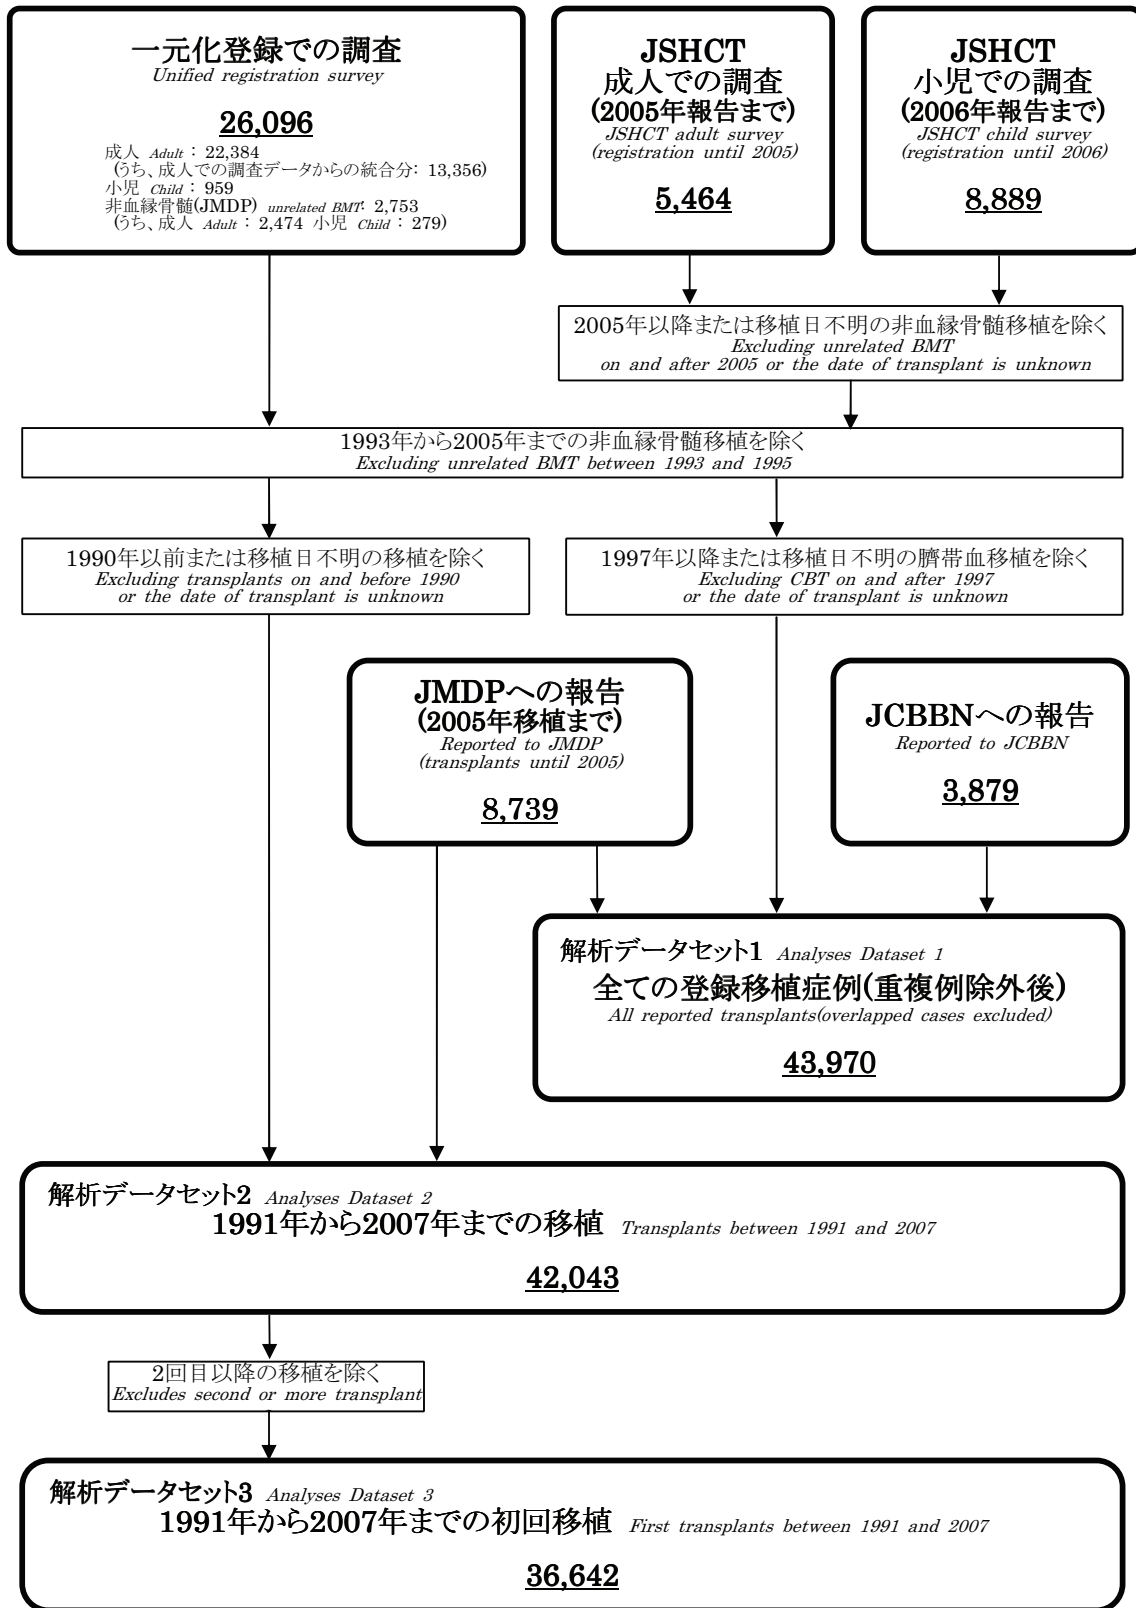 一元化登録での調査
Unified registration survey
26,096
成人 Adult : 22,384
(うち、成人での調査データからの統合分: 13,356)
小児 Child : 959
非血縁骨髄(JMDP) unrelated BMT: 2,753
(うち、成人 Adult : 2,474 小児 Child : 279)
JSHCT
成人での調査
(2005年報告まで)
JSHCT adult survey
(registration until 2005)
5,464
JSHCT
小児での調査
(2006年報告まで)
JSHCT child survey
(registration until 2006)
8,889
2005年以降または移植日不明の非血縁骨髄移植を除く
Excluding unrelated BMT
on and after 2005 or the date of transplant is unknown
1993年から2005年までの非血縁骨髄移植を除く
Excluding unrelated BMT between 1993 and 1995
1990年以前または移植日不明の移植を除く
Excluding transplants on and before 1990
or the date of transplant is unknown
1997年以降または移植日不明の臍帯血移植を除く
Excluding CBT on and after 1997
or the date of transplant is unknown
JMDPへの報告
(2005年移植まで)
Reported to JMDP
(transplants until 2005)
8,739
JCBBNへの報告
Reported to JCBBN
3,879
解析データセット1 Analyses Dataset 1
全ての登録移植症例(重複例除外後)
All reported transplants(overlapped cases excluded)
43,970
解析データセット2 Analyses Dataset 2
1991年から2007年までの移植 Transplants between 1991 and 2007
42,043
2回目以降の移植を除く
Excludes second or more transplant
解析データセット3 Analyses Dataset 3
1991年から2007年までの初回移植 First transplants between 1991 and 2007
36,642